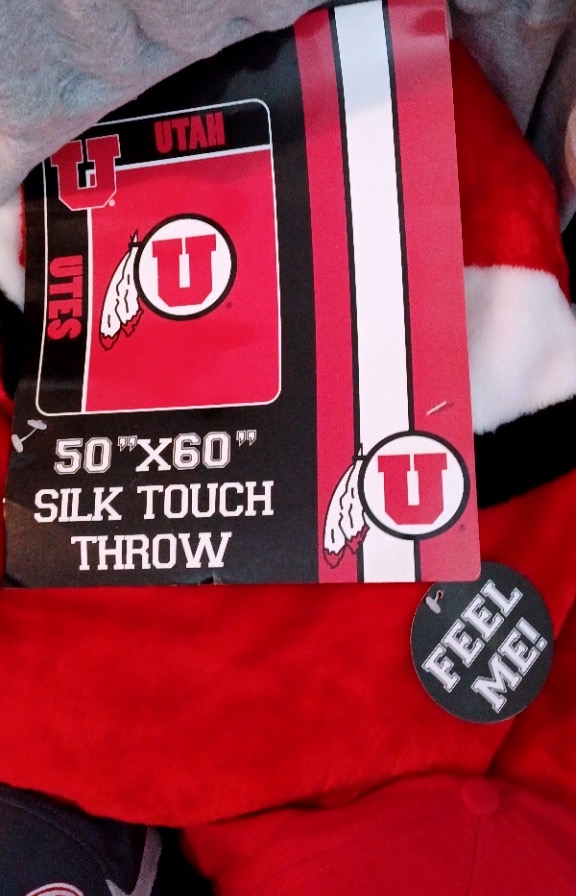 UTAH
U
UTES
U
50"X60"
SILK TOUCH
THROW
U
FEEL
ME!